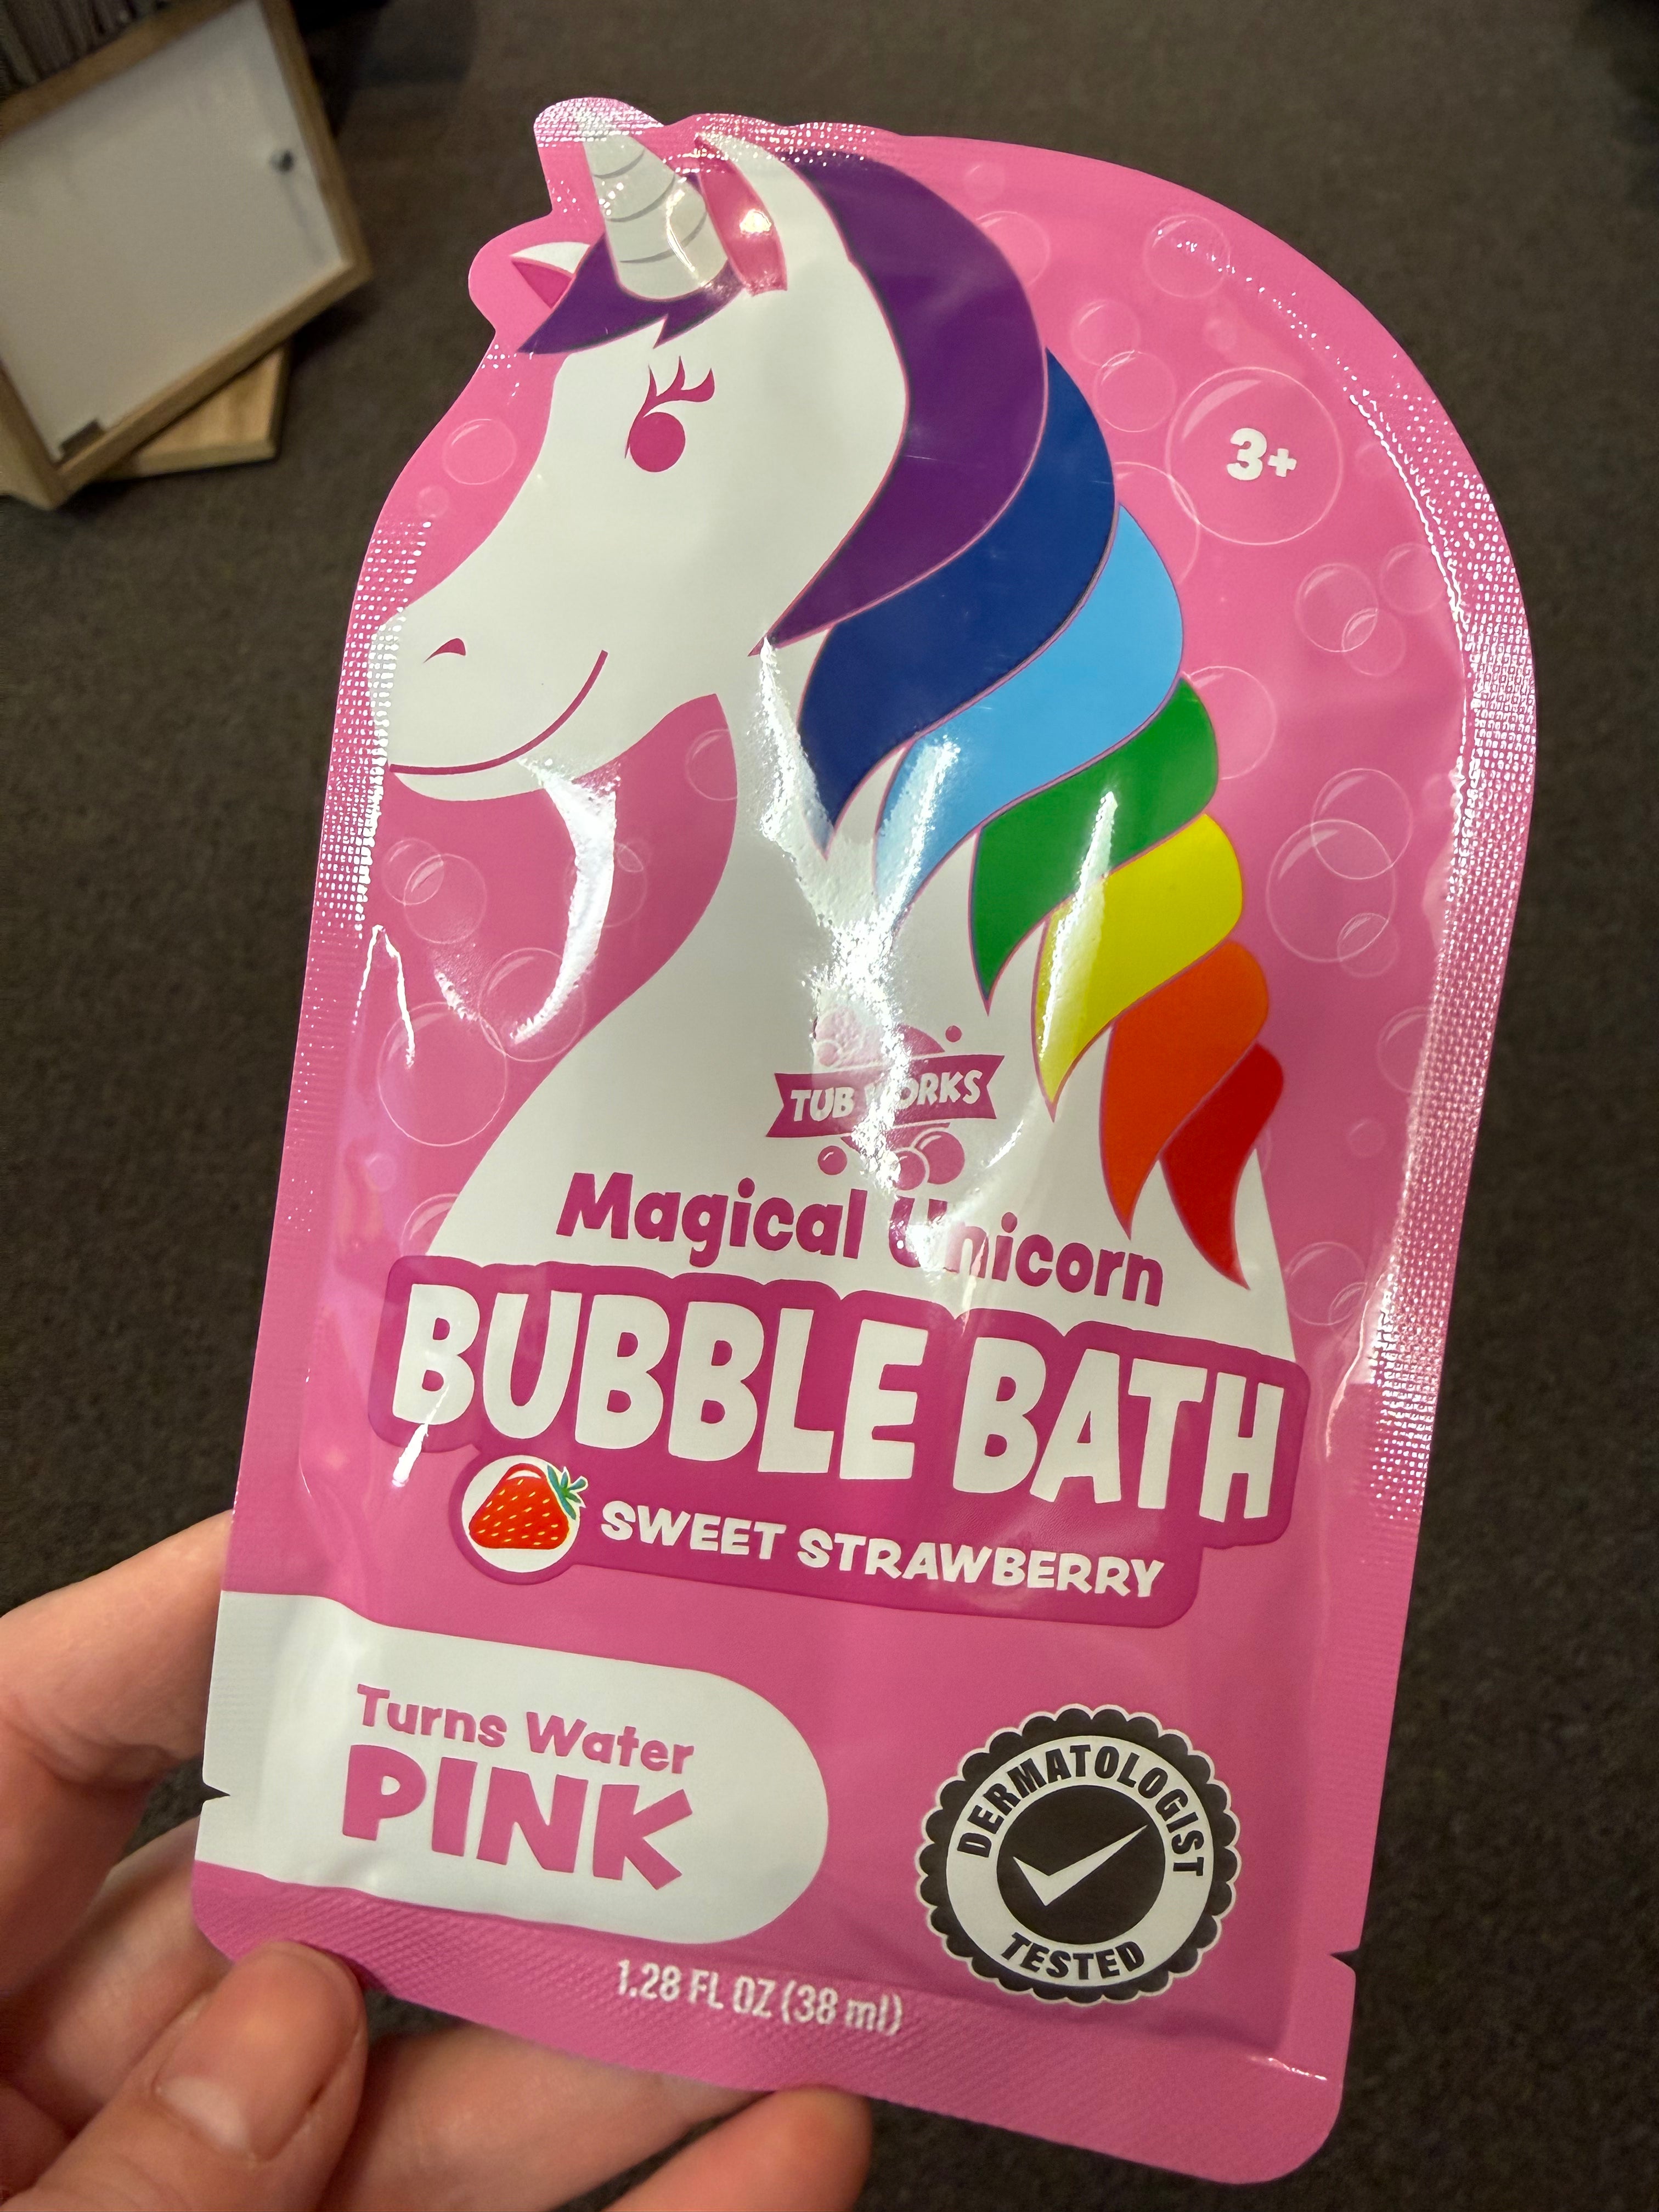 3+
TUB WORKS
Magical Unicorn
BUBBLE BATH
SWEET STRAWBERRY
Turns Water
PINK
DERMATOLOGIST
TESTED
1.28 FL OZ (38 ml)